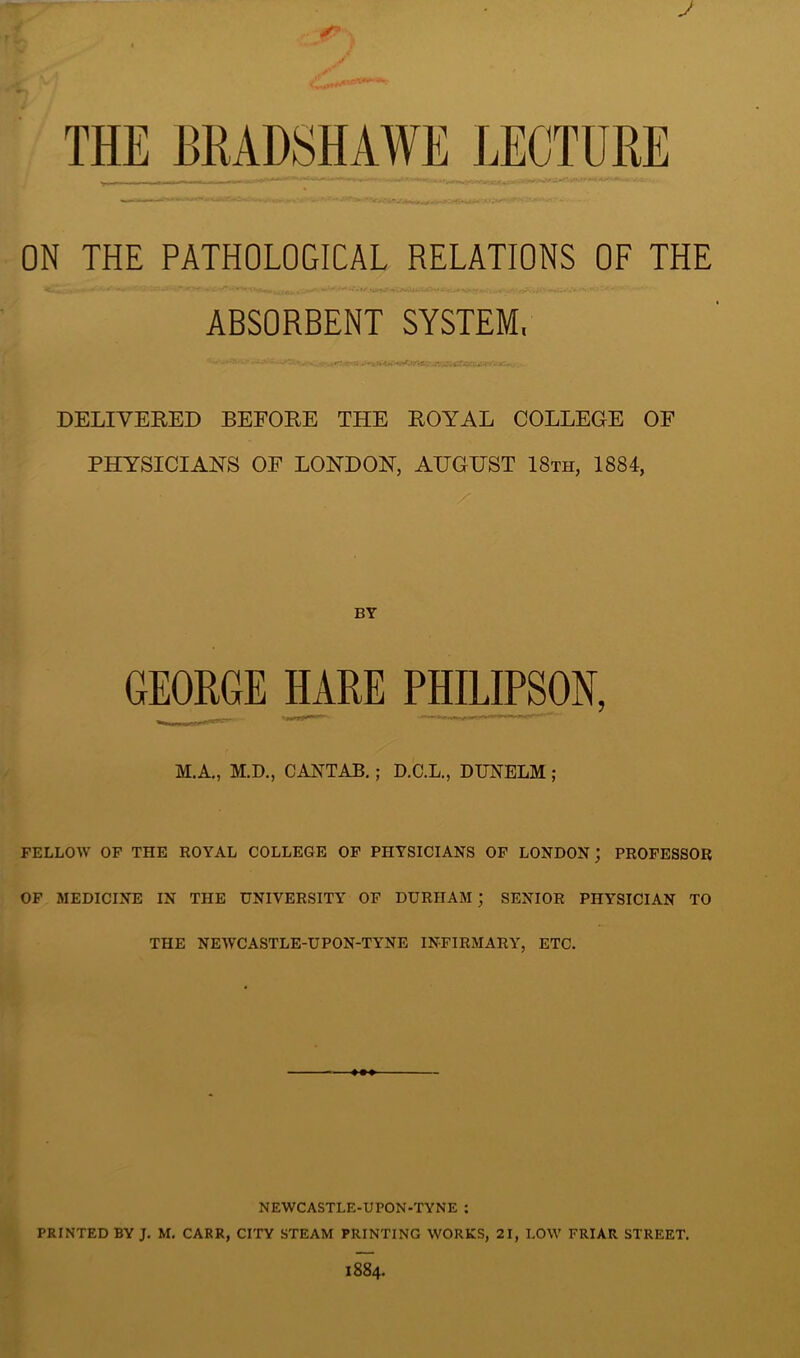 2
THE BRADSHAWE LECTURE
ON THE PATHOLOGICAL RELATIONS OF THE
ABSORBENT SYSTEM,
DELIVERED BEFORE THE ROYAL COLLEGE OF
PHYSICIANS OF LONDON, AUGUST 18TH, 1884,
BY
GEORGE HARE PHILIPSON,
M.A., M.D., CANTAB.; D.C.L., DUNELM;
FELLOW OF THE ROYAL COLLEGE OF PHYSICIANS OF LONDON; PROFESSOR
OF MEDICINE IN THE UNIVERSITY OF DURHAM; SENIOR PHYSICIAN TO
THE NEWCASTLE-UPON-TYNE INFIRMARY, ETC.
NEWCASTLE-UPON-TYNE :
PRINTED BY J. M. CARR, CITY STEAM PRINTING WORKS, 21, LOW FRIAR STREET.
1884.